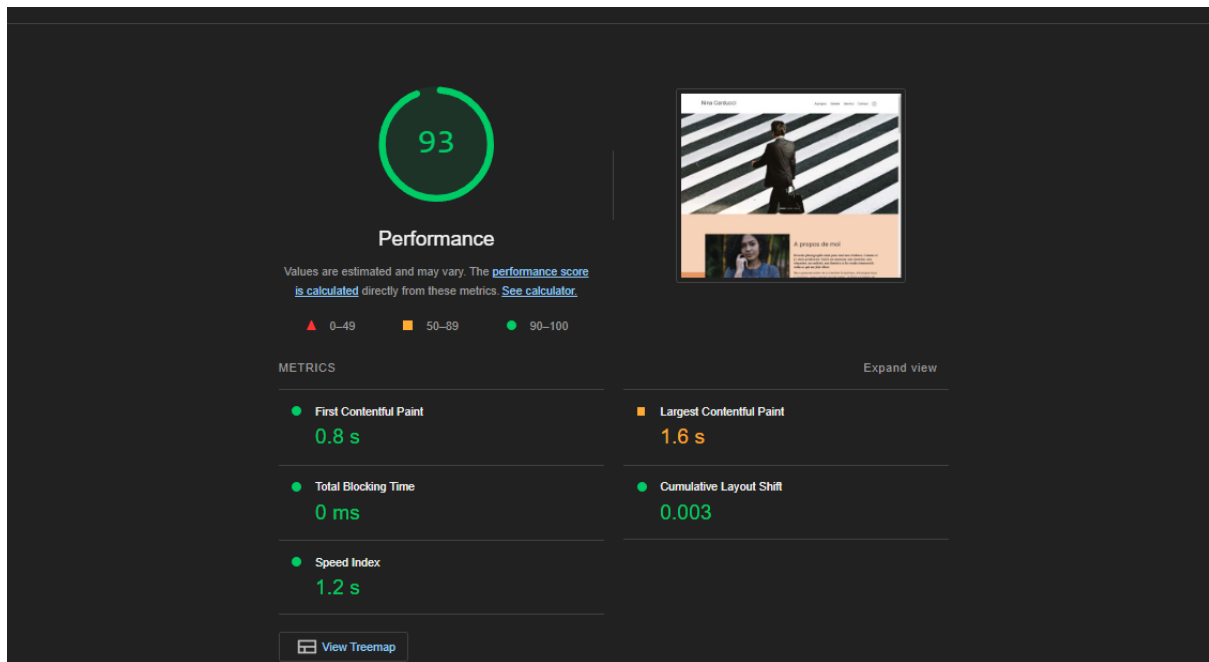 93
Performance
Values are estimated and may vary. The performance score
is calculated directly from these metrics. See calculator.
0–49
50–89
90–100
Nina Carducci
A propos de moi
METRICS
Expand view
First Contentful Paint
0.8 s
Largest Contentful Paint
1.6 s
Total Blocking Time
0 ms
Cumulative Layout Shift
0.003
Speed Index
1.2 s
View Treemap